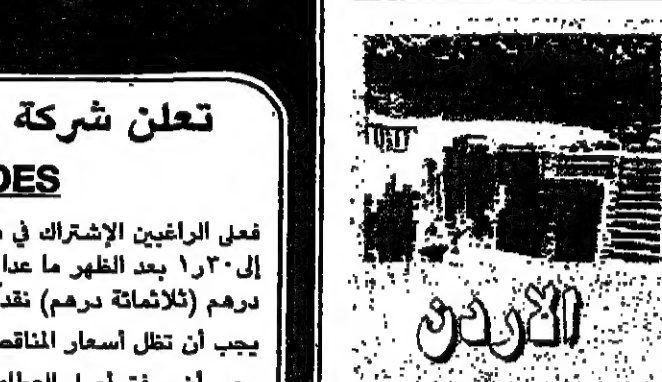 تعلن شركة
DES
فعلى الراغبين الإشتراك في
إلى ١٫٣٠ بعد الظهر ما عدا
درهم (ثلاثمائة درهم) نقد
يجب أن تظل أسعار المناقص
الأردن